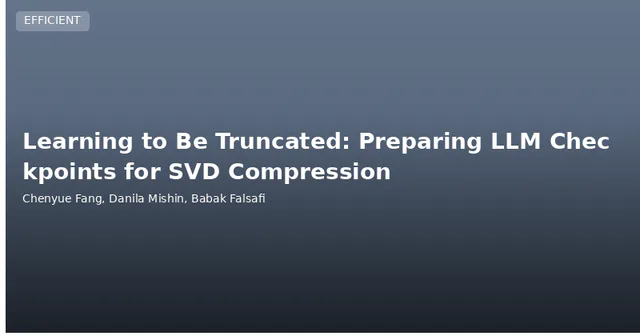 EFFICIENT
Learning to Be Truncated: Preparing LLM Chec
kpoints for SVD Compression
Chenyue Fang, Danila Mishin, Babak Falsafi